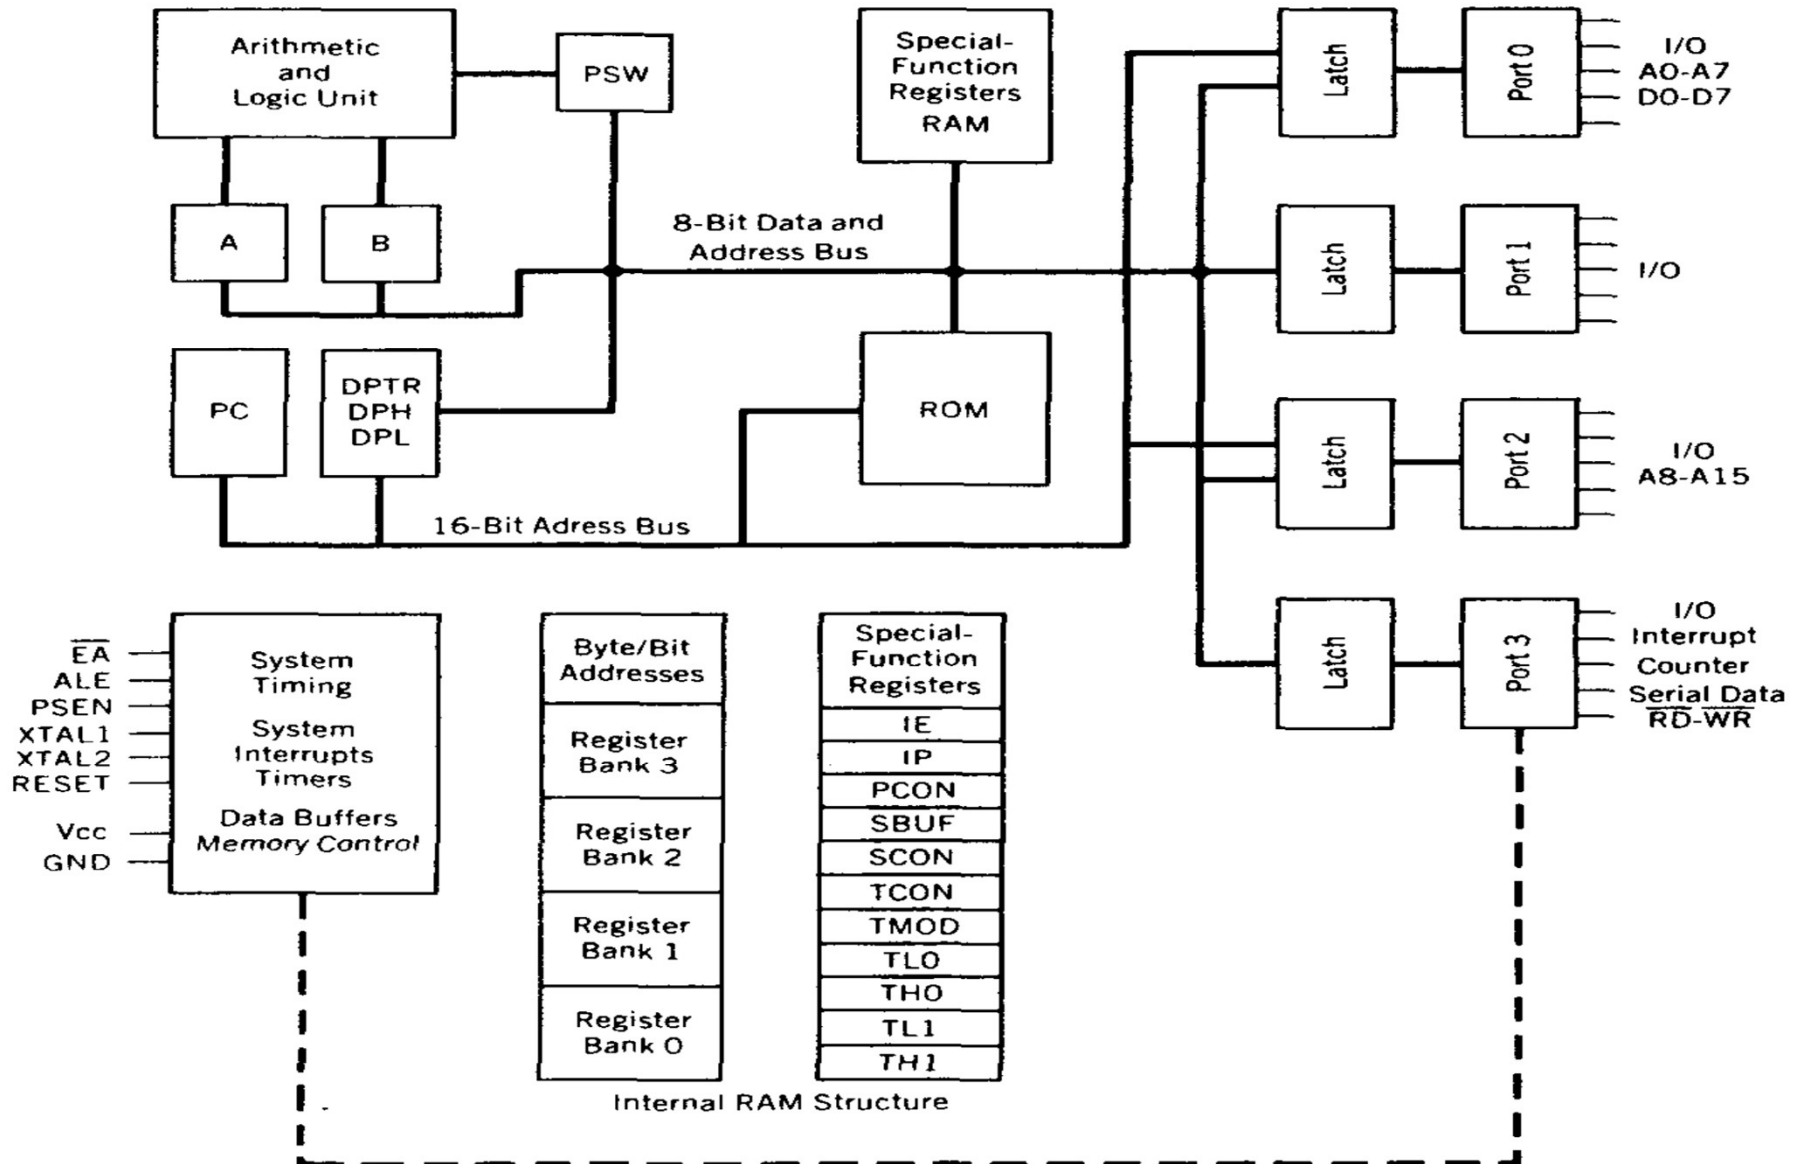 Arithmetic
and
Logic Unit
PSW
Special-
Function
Registers
RAM
Latch
Port 0
I/O
A0-A7
D0-D7
A
B
8-Bit Data and
Address Bus
Latch
Port 1
I/O
PC
DPTR
DPH
DPL
ROM
Latch
Port 2
I/O
A8-A15
16-Bit Adress Bus
Latch
Port 3
I/O
Interrupt
Counter
Serial Data
R̅D̅-W̅R̅
E̅A̅
ALE
PSEN
XTAL1
XTAL2
RESET
Vcc
GND
System
Timing
System
Interrupts
Timers
Data Buffers
Memory Control
Byte/Bit
Addresses
Register
Bank 3
Register
Bank 2
Register
Bank 1
Register
Bank 0
Special-
Function
Registers
IE
IP
PCON
SBUF
SCON
TCON
TMOD
TL0
TH0
TL1
TH1
Internal RAM Structure